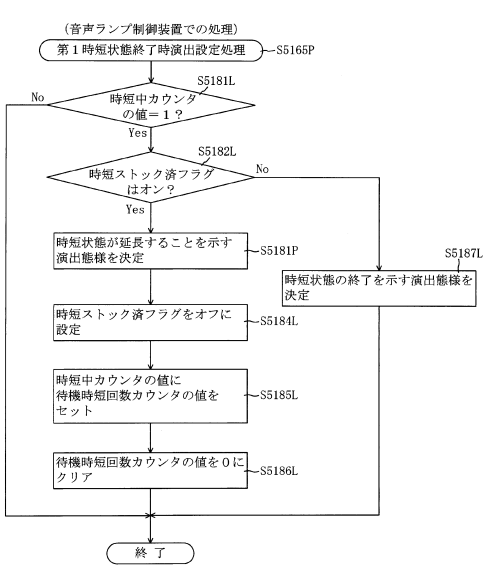 (音声ランプ制御装置での処理)
第1時短状態終了時演出設定処理
S5165P
S5181L
No
時短中カウンタ
の値=1?
Yes
S5182L
時短ストック済フラグ
はオン?
No
Yes
時短状態が延長することを示す
演出態様を決定
S5181P
S5187L
時短状態の終了を示す演出態様を
決定
時短ストック済フラグをオフに
設定
S5184L
時短中カウンタの値に
待機時短回数カウンタの値を
セット
S5185L
待機時短回数カウンタの値を0に
クリア
S5186L
終了